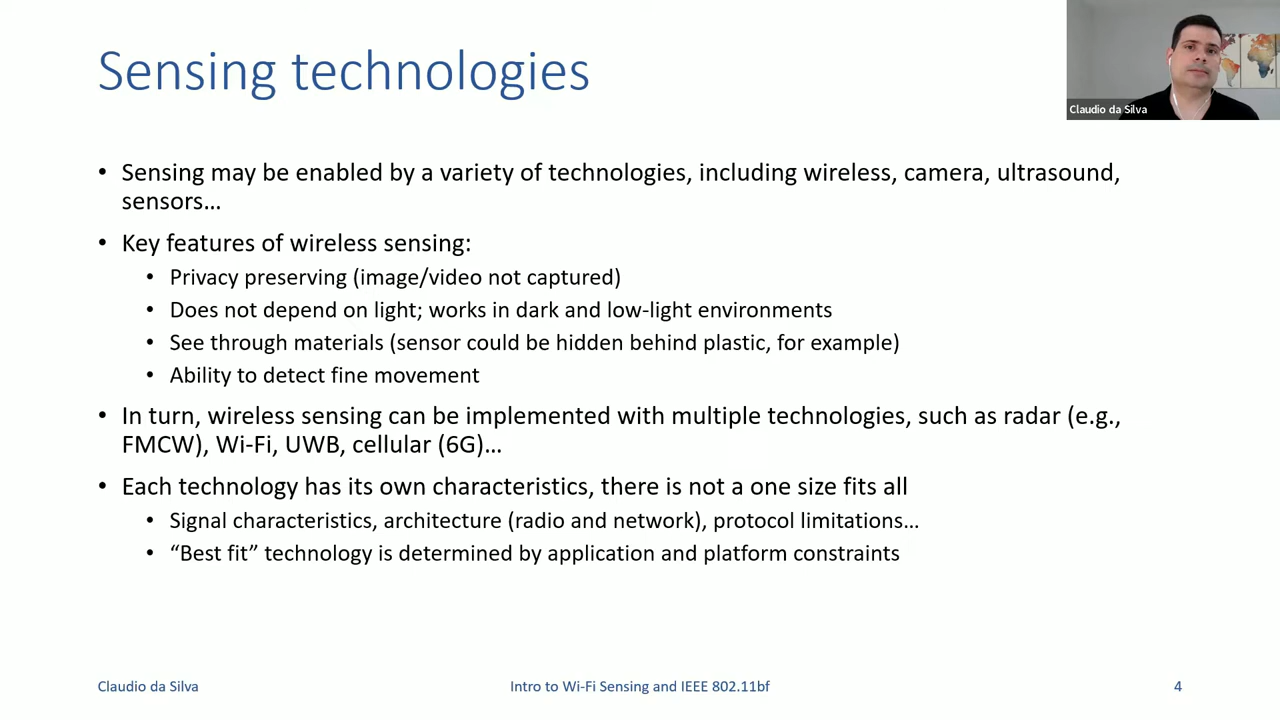 Sensing technologies
Claudio da Silva
• Sensing may be enabled by a variety of technologies, including wireless, camera, ultrasound,
sensors…
• Key features of wireless sensing:
• Privacy preserving (image/video not captured)
• Does not depend on light; works in dark and low-light environments
• See through materials (sensor could be hidden behind plastic, for example)
• Ability to detect fine movement
• In turn, wireless sensing can be implemented with multiple technologies, such as radar (e.g.,
FMCW), Wi-Fi, UWB, cellular (6G)…
• Each technology has its own characteristics, there is not a one size fits all
• Signal characteristics, architecture (radio and network), protocol limitations…
• “Best fit” technology is determined by application and platform constraints
Claudio da Silva
Intro to Wi-Fi Sensing and IEEE 802.11bf
4